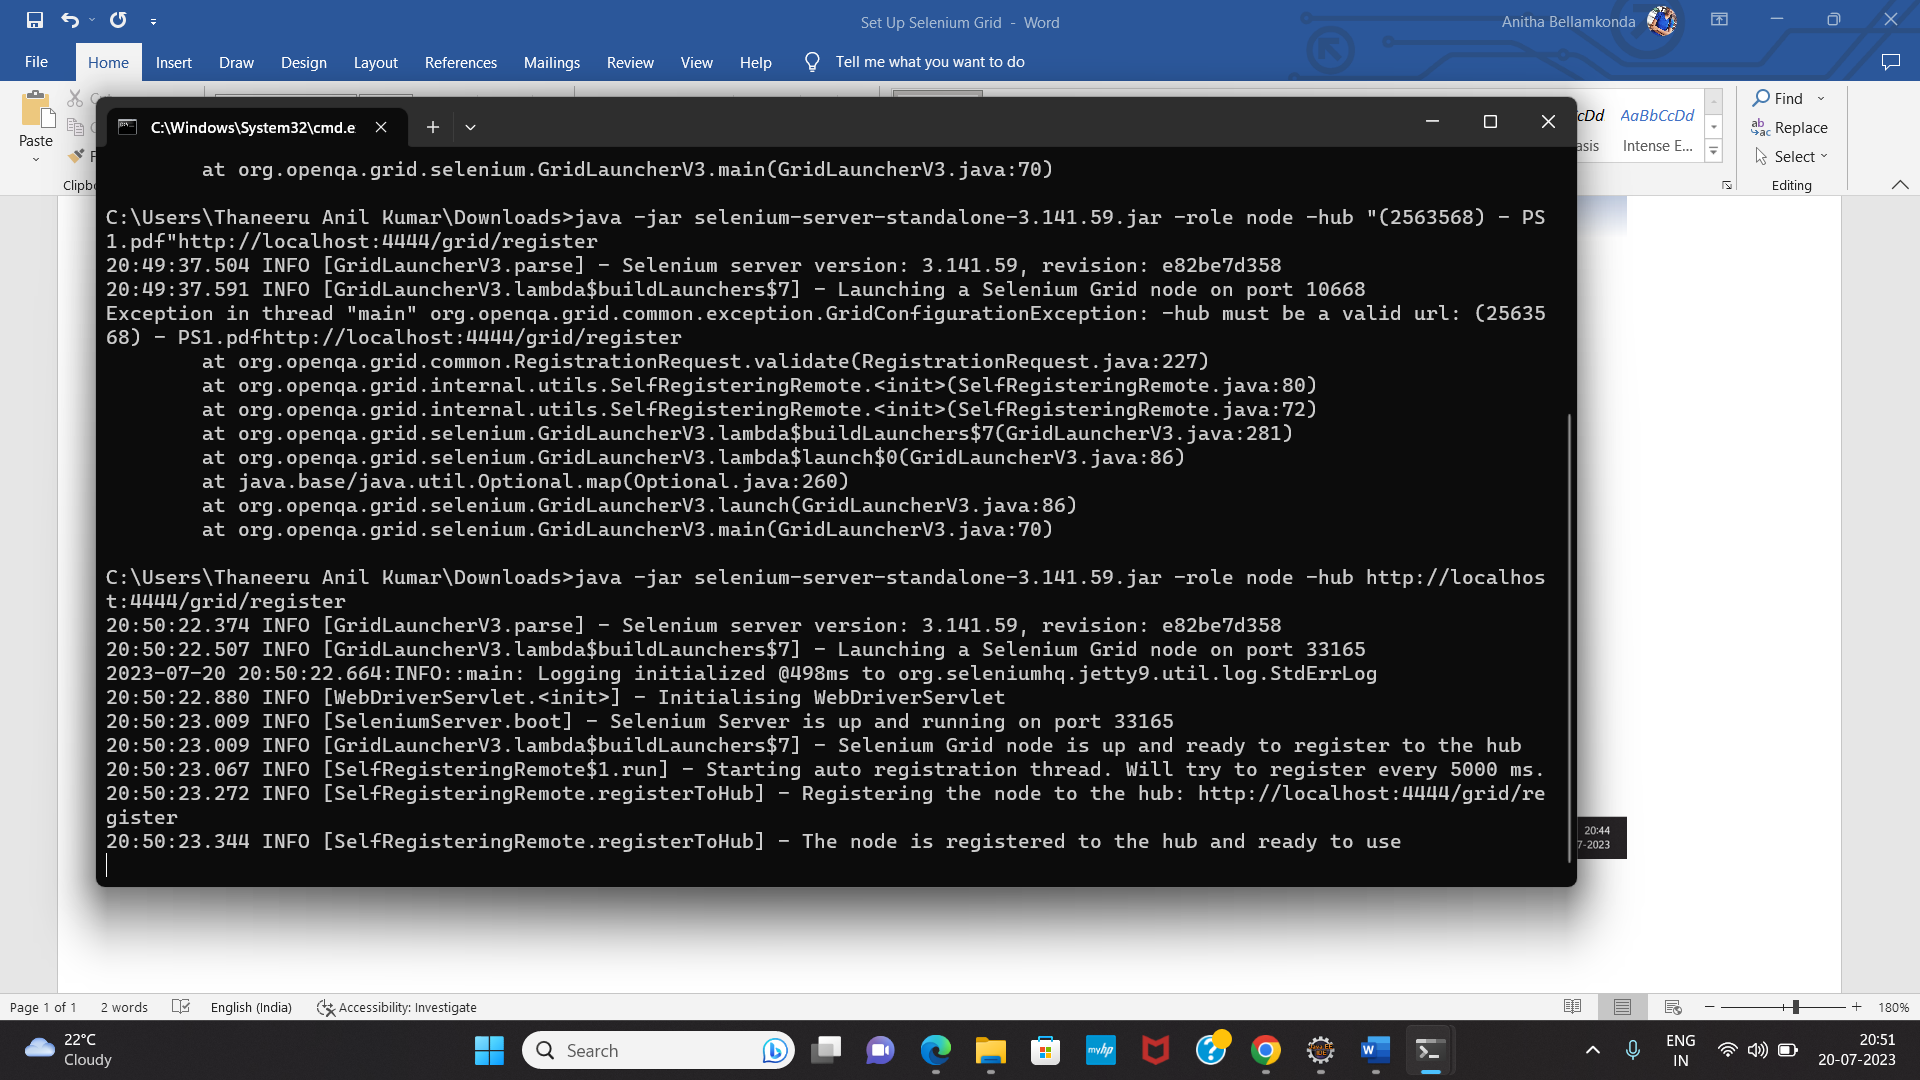 Set Up Selenium Grid - Word
Anitha Bellamkonda
File Home Insert Draw Design Layout References Mailings Review View Help Tell me what you want to do
Paste
Find
Replace
Select
AaBbCcDd
Intense E...
Editing
C:\Windows\System32\cmd.e
at org.openqa.grid.selenium.GridLauncherV3.main(GridLauncherV3.java:70)
C:\Users\Thaneeru Anil Kumar\Downloads>java -jar selenium-server-standalone-3.141.59.jar -role node -hub "(2563568) - PS
1.pdf"http://localhost:4444/grid/register
20:49:37.504 INFO [GridLauncherV3.parse] - Selenium server version: 3.141.59, revision: e82be7d358
20:49:37.591 INFO [GridLauncherV3.lambda$buildLaunchers$7] - Launching a Selenium Grid node on port 10668
Exception in thread "main" org.openqa.grid.common.exception.GridConfigurationException: -hub must be a valid url: (25635
68) - PS1.pdfhttp://localhost:4444/grid/register
at org.openqa.grid.common.RegistrationRequest.validate(RegistrationRequest.java:227)
at org.openqa.grid.internal.utils.SelfRegisteringRemote.<init>(SelfRegisteringRemote.java:80)
at org.openqa.grid.internal.utils.SelfRegisteringRemote.<init>(SelfRegisteringRemote.java:72)
at org.openqa.grid.selenium.GridLauncherV3.lambda$buildLaunchers$7(GridLauncherV3.java:281)
at org.openqa.grid.selenium.GridLauncherV3.lambda$launch$0(GridLauncherV3.java:86)
at java.base/java.util.Optional.map(Optional.java:260)
at org.openqa.grid.selenium.GridLauncherV3.launch(GridLauncherV3.java:86)
at org.openqa.grid.selenium.GridLauncherV3.main(GridLauncherV3.java:70)
C:\Users\Thaneeru Anil Kumar\Downloads>java -jar selenium-server-standalone-3.141.59.jar -role node -hub http://localhos
t:4444/grid/register
20:50:22.374 INFO [GridLauncherV3.parse] - Selenium server version: 3.141.59, revision: e82be7d358
20:50:22.507 INFO [GridLauncherV3.lambda$buildLaunchers$7] - Launching a Selenium Grid node on port 33165
2023-07-20 20:50:22.664:INFO::main: Logging initialized @498ms to org.seleniumhq.jetty9.util.log.StdErrLog
20:50:22.880 INFO [WebDriverServlet.<init>] - Initialising WebDriverServlet
20:50:23.009 INFO [SeleniumServer.boot] - Selenium Server is up and running on port 33165
20:50:23.009 INFO [GridLauncherV3.lambda$buildLaunchers$7] - Selenium Grid node is up and ready to register to the hub
20:50:23.067 INFO [SelfRegisteringRemote$1.run] - Starting auto registration thread. Will try to register every 5000 ms.
20:50:23.272 INFO [SelfRegisteringRemote.registerToHub] - Registering the node to the hub: http://localhost:4444/grid/re
gister
20:50:23.344 INFO [SelfRegisteringRemote.registerToHub] - The node is registered to the hub and ready to use
20:44
7-2023
Page 1 of 1 2 words English (India) Accessibility: Investigate 180%
22°C
Cloudy
Search
myhp
ENG
IN
20:51
20-07-2023